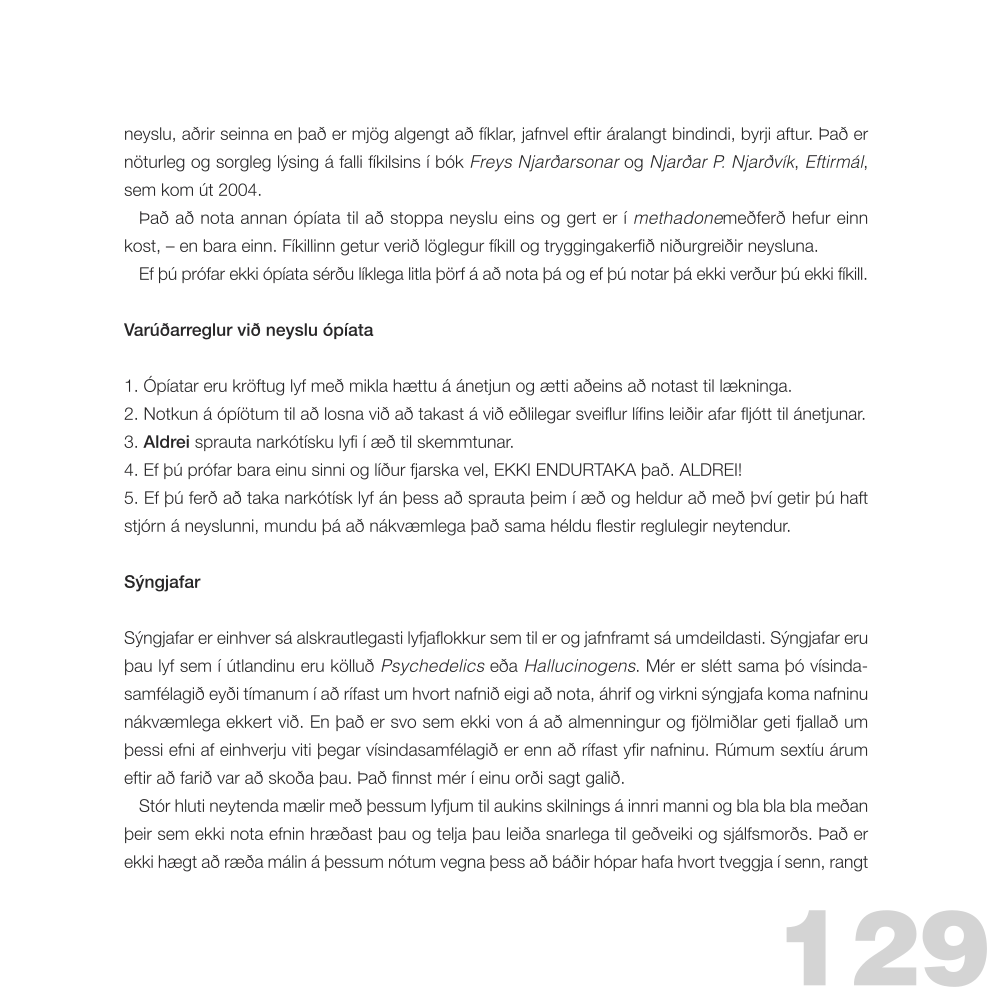 neyslu, aðrir seinna en það er mjög algengt að fíklar, jafnvel eftir áralangt bindindi, byrji aftur. Það er
nöturleg og sorgleg lýsing á falli fíkilsins í bók Freys Njarðarsonar og Njarðar P. Njarðvík, Eftirmál,
sem kom út 2004.
Það að nota annan ópíata til að stoppa neyslu eins og gert er í methadonemeðferð hefur einn
kost, – en bara einn. Fíkillinn getur verið löglegur fíkill og tryggingakerfið niðurgreiðir neysluna.
Ef þú prófar ekki ópíata sérðu líklega litla þörf á að nota þá og ef þú notar þá ekki verður þú ekki fíkill.
Varúðarreglur við neyslu ópíata
1. Ópíatar eru kröftug lyf með mikla hættu á ánetjun og ætti aðeins að notast til lækninga.
2. Notkun á ópíötum til að losna við að takast á við eðlilegar sveiflur lífins leiðir afar fljótt til ánetjunar.
3. Aldrei sprauta narkótísku lyfi í æð til skemmtunar.
4. Ef þú prófar bara einu sinni og líður fjarska vel, EKKI ENDURTAKA það. ALDREI!
5. Ef þú ferð að taka narkótísk lyf án þess að sprauta þeim í æð og heldur að með því getir þú haft
stjórn á neyslunni, mundu þá að nákvæmlega það sama héldu flestir reglulegir neytendur.
Sýngjafar
Sýngjafar er einhver sá alskrautlegasti lyfjaflokkur sem til er og jafnframt sá umdeildasti. Sýngjafar eru
þau lyf sem í útlandinu eru kölluð Psychedelics eða Hallucinogens. Mér er slétt sama þó vísinda-
samfélagið eyði tímanum í að rífast um hvort nafnið eigi að nota, áhrif og virkni sýngjafa koma nafninu
nákvæmlega ekkert við. En það er svo sem ekki von á að almenningur og fjölmiðlar geti fjallað um
þessi efni af einhverju viti þegar vísindasamfélagið er enn að rífast yfir nafninu. Rúmum sextíu árum
eftir að farið var að skoða þau. Það finnst mér í einu orði sagt galið.
Stór hluti neytenda mælir með þessum lyfjum til aukins skilnings á innri manni og bla bla bla meðan
þeir sem ekki nota efnin hræðast þau og telja þau leiða snarlega til geðveiki og sjálfsmorðs. Það er
ekki hægt að ræða málin á þessum nótum vegna þess að báðir hópar hafa hvort tveggja í senn, rangt
129